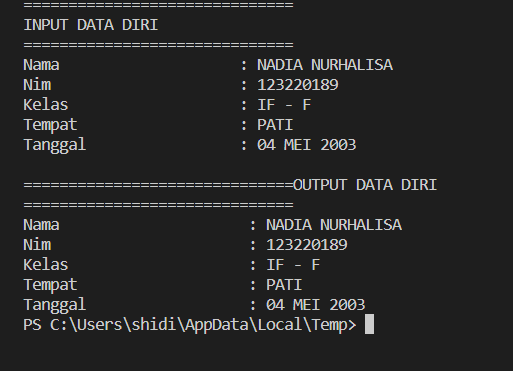 ==============================
INPUT DATA DIRI
==============================
Nama                    : NADIA NURHALISA
Nim                     : 123220189
Kelas                   : IF - F
Tempat                  : PATI
Tanggal                 : 04 MEI 2003

==============================OUTPUT DATA DIRI
==============================
Nama                     : NADIA NURHALISA
Nim                      : 123220189
Kelas                    : IF - F
Tempat                   : PATI
Tanggal                  : 04 MEI 2003
PS C:\Users\shidi\AppData\Local\Temp>